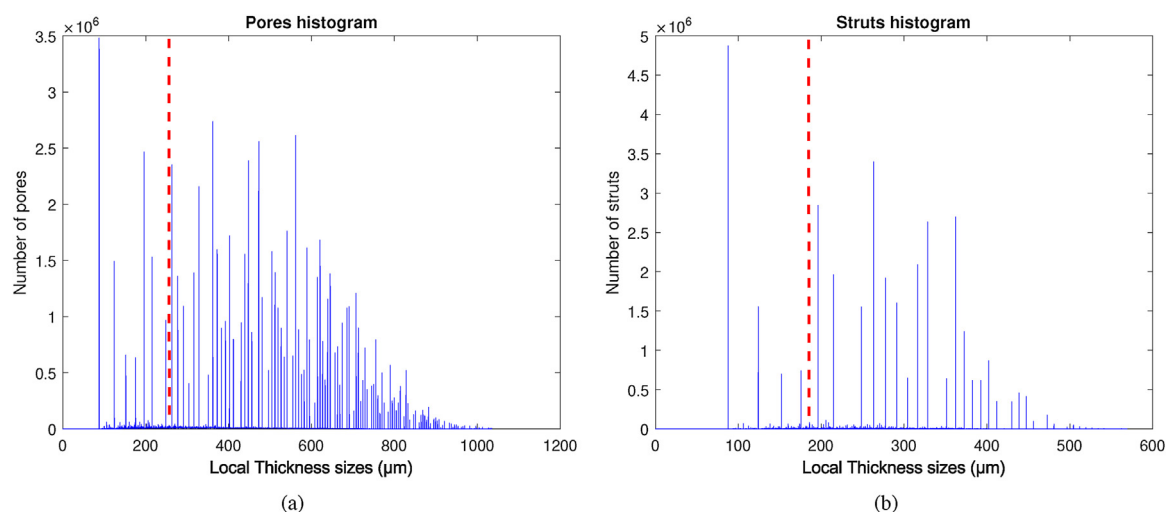 Pores histogram
×10⁶
3.5
3
2.5
2
1.5
1
0.5
0
Number of pores
0 200 400 600 800 1000 1200
Local Thickness sizes (μm)
(a)
Struts histogram
×10⁶
5
4.5
4
3.5
3
2.5
2
1.5
1
0.5
0
Number of struts
0 100 200 300 400 500 600
Local Thickness sizes (μm)
(b)